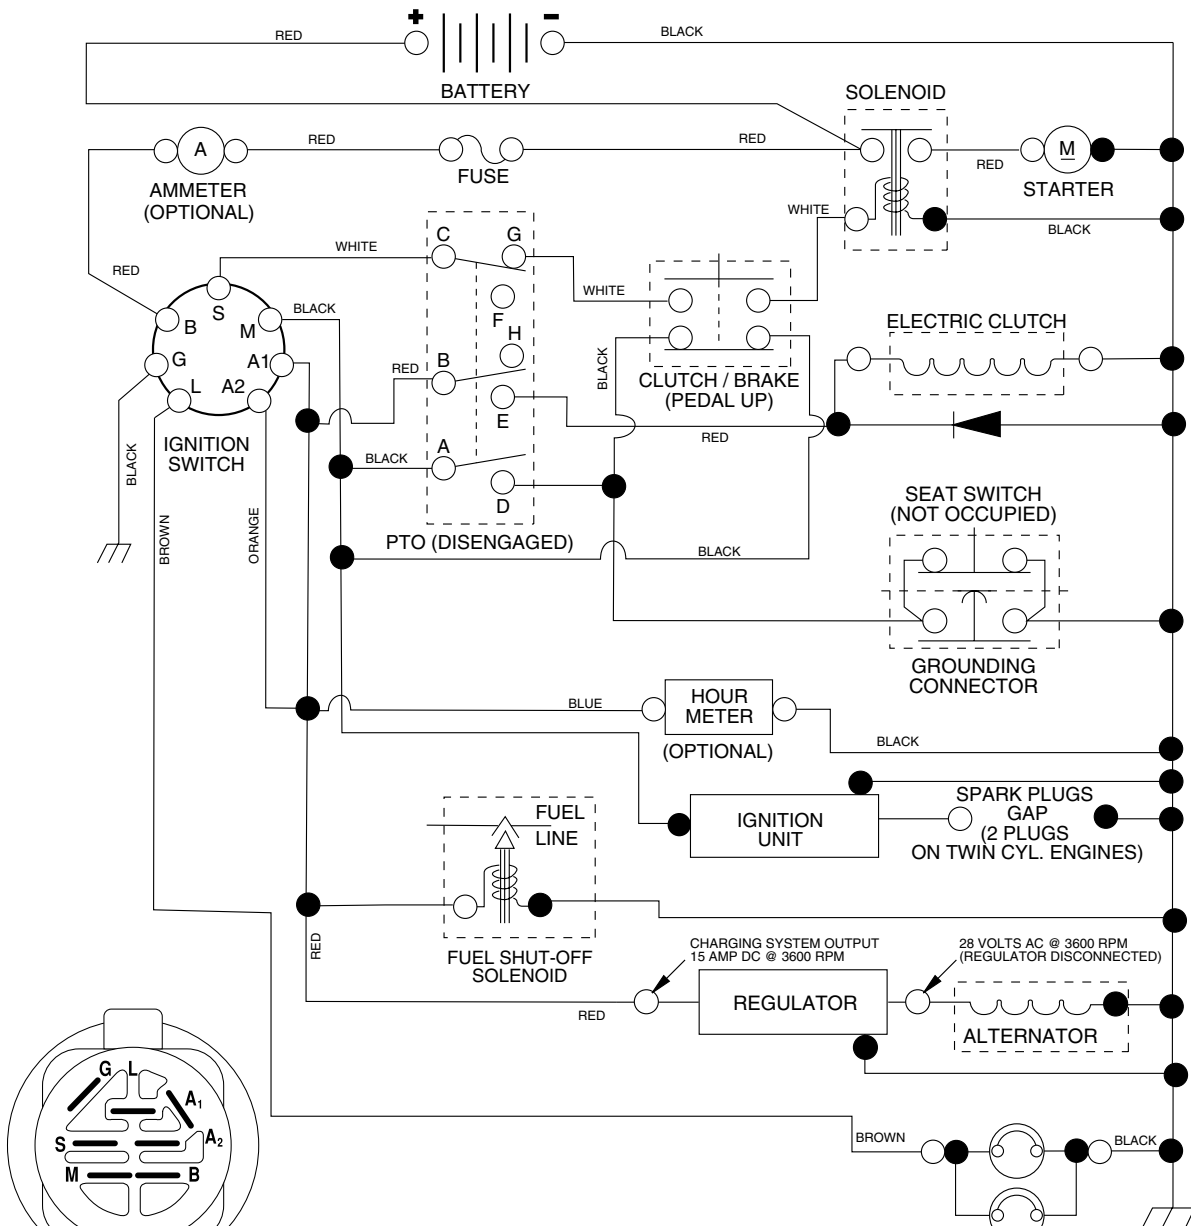 + −
RED
BLACK
BATTERY
SOLENOID
A
RED
RED
RED
M
AMMETER
(OPTIONAL)
FUSE
STARTER
WHITE
BLACK
C
G
WHITE
RED
S
BLACK
WHITE
B
M
F
ELECTRIC CLUTCH
H
G
A1
RED
B
BLACK
CLUTCH / BRAKE
(PEDAL UP)
L
A2
E
RED
IGNITION
SWITCH
BLACK
BLACK
A
D
SEAT SWITCH
(NOT OCCUPIED)
BROWN
ORANGE
PTO (DISENGAGED)
BLACK
GROUNDING
CONNECTOR
BLUE
HOUR
METER
(OPTIONAL)
BLACK
FUEL
LINE
IGNITION
UNIT
SPARK PLUGS
GAP
(2 PLUGS
ON TWIN CYL. ENGINES)
RED
FUEL SHUT-OFF
SOLENOID
CHARGING SYSTEM OUTPUT
15 AMP DC @ 3600 RPM
28 VOLTS AC @ 3600 RPM
(REGULATOR DISCONNECTED)
RED
REGULATOR
ALTERNATOR
G L
A1
S
A2
M
B
BROWN
BLACK